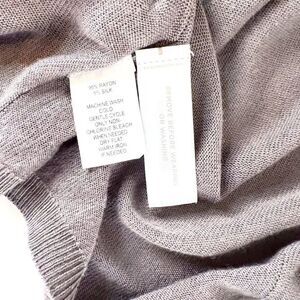 95% RAYON
5% SILK
MACHINE WASH
COLD
GENTLE CYCLE
ONLY NON-
CHLORINE BLEACH
WHEN NEEDED
DRY FLAT
WARM IRON
IF NEEDED
REMOVE BEFORE WEARING
OR WASHING